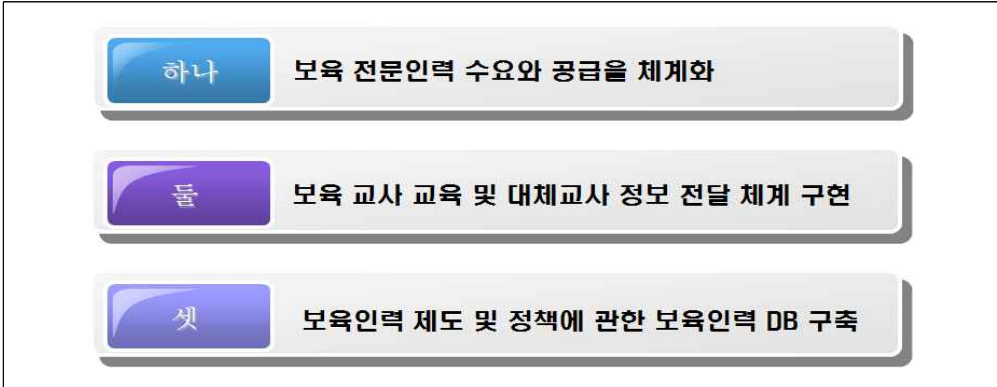 하나 보육 전문인력 수요와 공급을 체계화
둘 보육 교사 교육 및 대체교사 정보 전달 체계 구현
셋 보육인력 제도 및 정책에 관한 보육인력 DB 구축